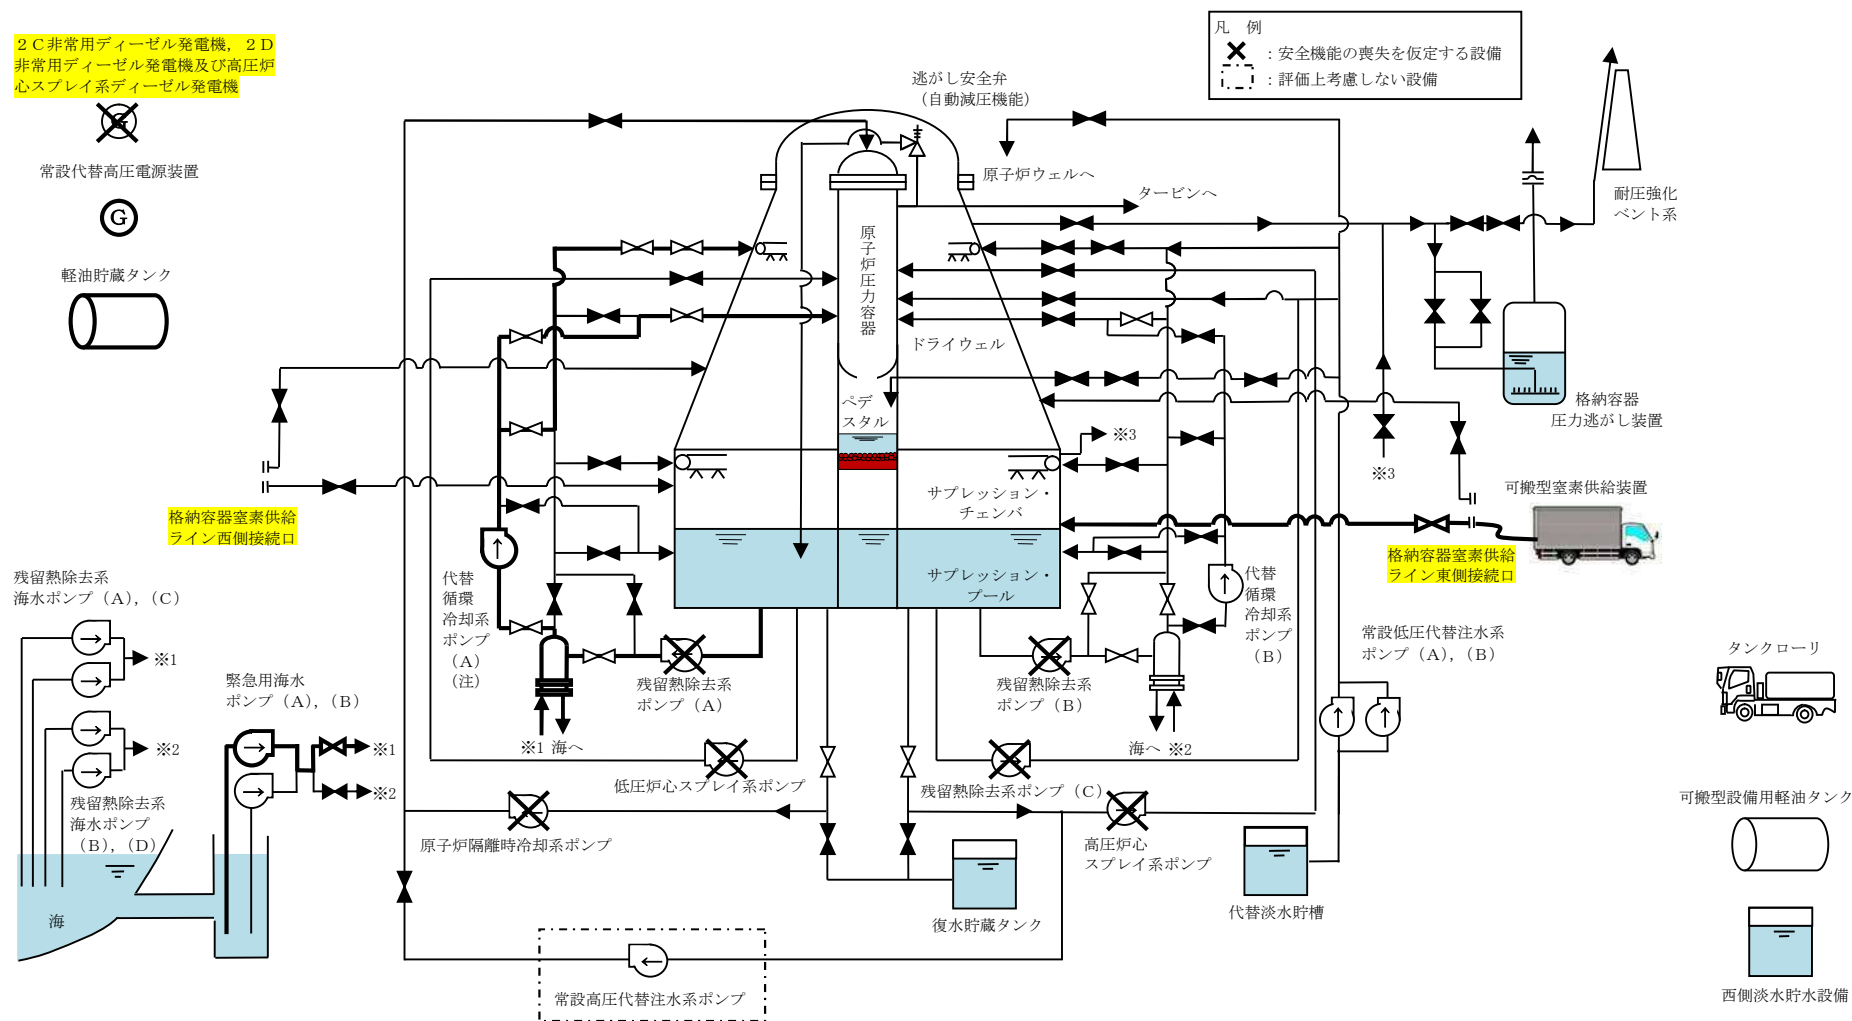 ２Ｃ非常用ディーゼル発電機，２Ｄ
非常用ディーゼル発電機及び高圧炉
心スプレイ系ディーゼル発電機
G
常設代替高圧電源装置
G
軽油貯蔵タンク
凡　例
：安全機能の喪失を仮定する設備
：評価上考慮しない設備
逃がし安全弁
（自動減圧機能）
原子炉ウェルへ
タービンへ
耐圧強化
ベント系
原子炉圧力容器
ドライウェル
ペデ
スタル
※3
※3
格納容器
圧力逃がし装置
サプレッション・
チェンバ
サプレッション・
プール
可搬型窒素供給装置
格納容器窒素供給
ライン西側接続口
格納容器窒素供給
ライン東側接続口
残留熱除去系
海水ポンプ（A），（C）
※1
※2
残留熱除去系
海水ポンプ
（B），（D）
海
緊急用海水
ポンプ（A），（B）
※1
※2
代替
循環
冷却系
ポンプ
（A）
（注）
残留熱除去系
ポンプ（A）
※1 海へ
残留熱除去系
ポンプ（B）
海へ ※2
代替
循環
冷却系
ポンプ
（B）
常設低圧代替注水系
ポンプ（A），（B）
タンクローリ
低圧炉心スプレイ系ポンプ
残留熱除去系ポンプ（C）
原子炉隔離時冷却系ポンプ
高圧炉心
スプレイ系ポンプ
可搬型設備用軽油タンク
復水貯蔵タンク
代替淡水貯槽
常設高圧代替注水系ポンプ
西側淡水貯水設備